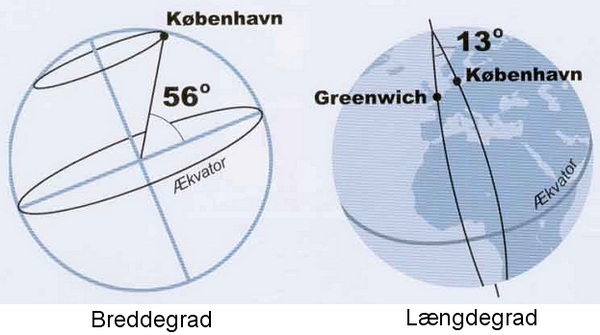 København
56°
Ækvator
Breddegrad
13°
København
Greenwich
Ækvator
Længdegrad